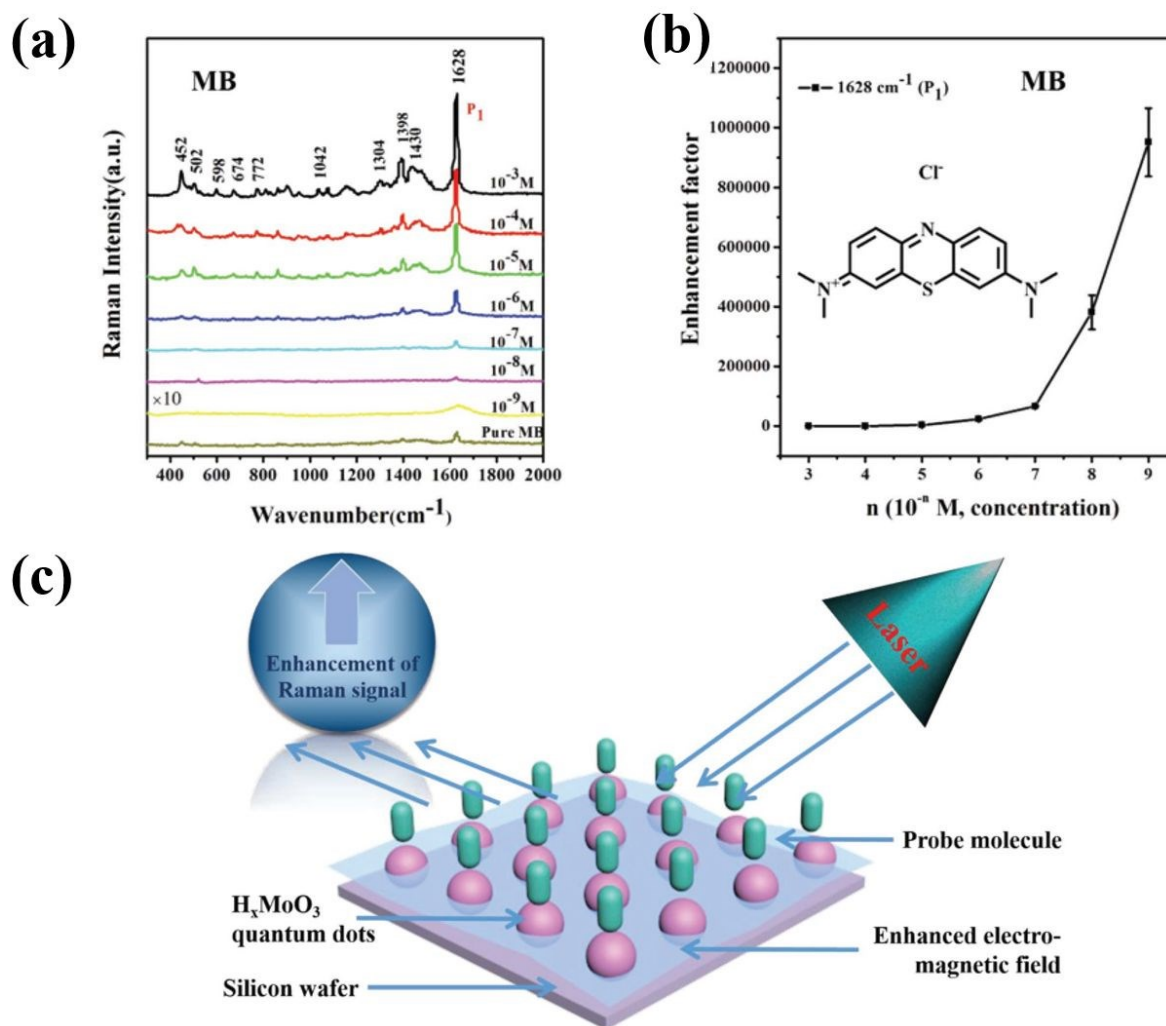 (a)
MB
1628
P1
452
502
598
674
772
1042
1304
1398
1430
10-3M
10-4M
10-5M
10-6M
10-7M
10-8M
×10
10-9M
Pure MB
Raman Intensity(a.u.)
400 600 800 1000 1200 1400 1600 1800 2000
Wavenumber(cm-1)
(b)
1200000
1000000
800000
600000
400000
200000
0
Enhancement factor
1628 cm-1 (P1)
MB
Cl-
N
N+
S
N
3 4 5 6 7 8 9
n (10-n M, concentration)
(c)
Enhancement of
Raman signal
Laser
Probe molecule
HxMoO3
quantum dots
Enhanced electro-
magnetic field
Silicon wafer